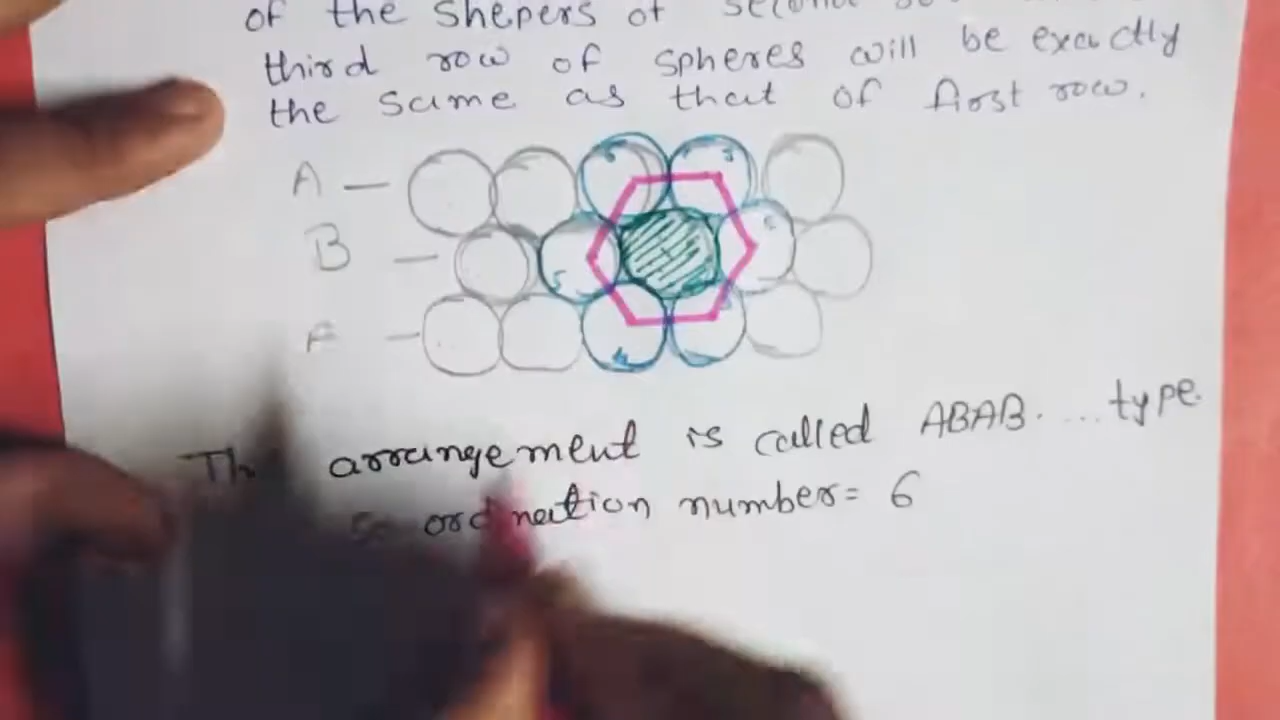 of the shepers of
third row of spheres will be exactly
the same as that of first row.
A —
B —
A —
arrangement is called ABAB. ... type
number= 6